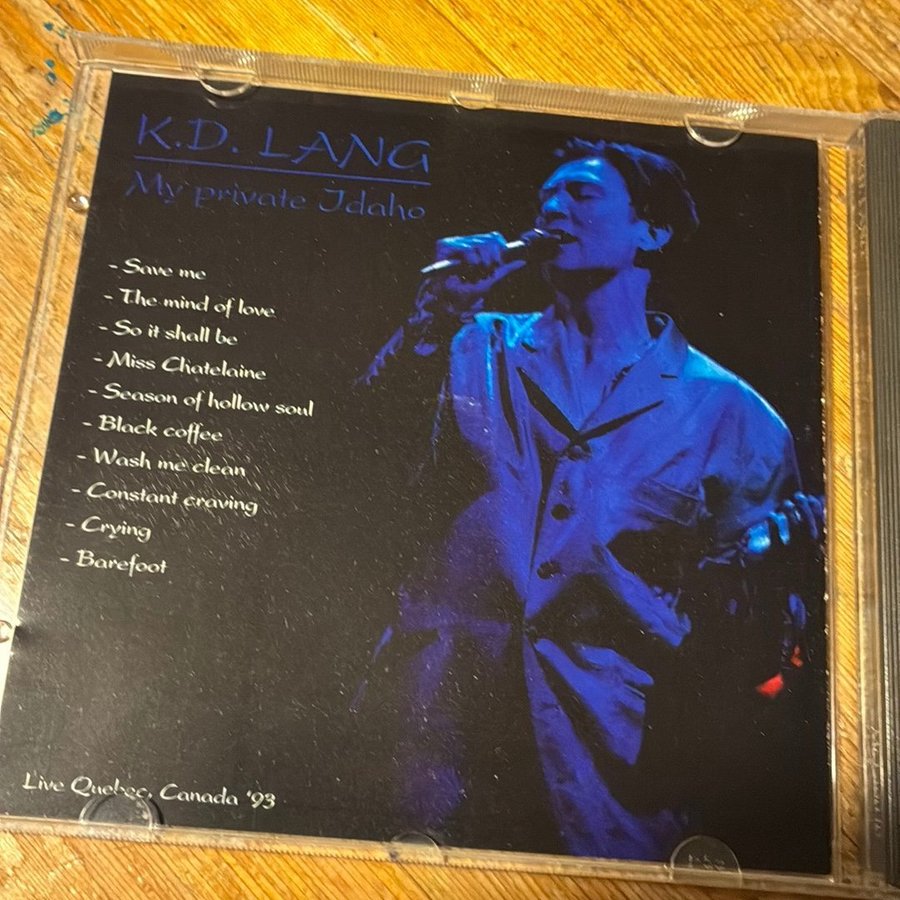 K.D. LANG
My private Idaho
- Save me
- The mind of love
- So it shall be
- Miss Chatelaine
- Season of hollow soul
- Black coffee
- Wash me clean
- Constant craving
- Crying
- Barefoot
Live Quebec, Canada '93